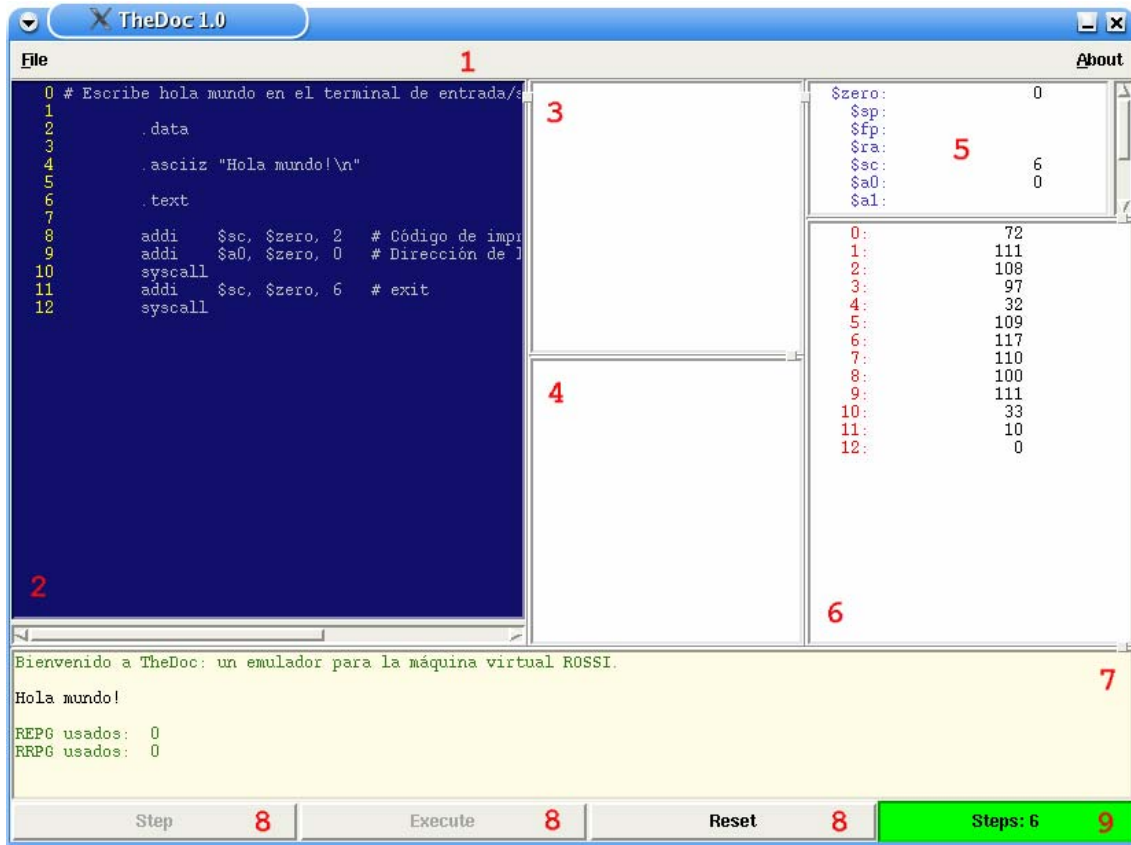 TheDoc 1.0
File 1 About
0 # Escribe hola mundo en el terminal de entrada/s
1
2 .data
3
4 .asciiz "Hola mundo!\n"
5
6 .text
7
8 addi $sc, $zero, 2 # Código de impr
9 addi $a0, $zero, 0 # Dirección de l
10 syscall
11 addi $sc, $zero, 6 # exit
12 syscall
2
3
4
$zero: 0
$sp:
$fp:
$ra:
5
$sc: 6
$a0: 0
$a1:
0: 72
1: 111
2: 108
3: 97
4: 32
5: 109
6: 117
7: 110
8: 100
9: 111
10: 33
11: 10
12: 0
6
Bienvenido a TheDoc: un emulador para la máquina virtual ROSSI.
7
Hola mundo!
REPG usados: 0
RRPG usados: 0
Step 8 Execute 8 Reset 8 Steps: 6 9